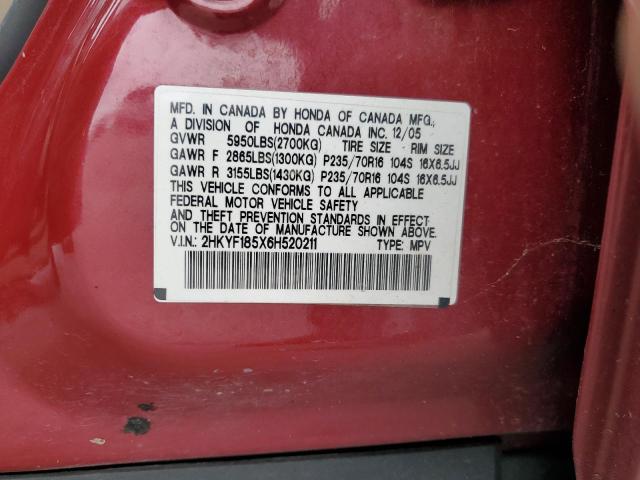 MFD. IN CANADA BY HONDA OF CANADA MFG.,
A DIVISION OF HONDA CANADA INC. 12/05
GVWR 5950LBS(2700KG) TIRE SIZE RIM SIZE
GAWR F 2865LBS(1300KG) P235/70R16 104S 16X6.5JJ
GAWR R 3155LBS(1430KG) P235/70R16 104S 16X6.5JJ
THIS VEHICLE CONFORMS TO ALL APPLICABLE
FEDERAL MOTOR VEHICLE SAFETY
AND THEFT PREVENTION STANDARDS IN EFFECT
ON THE DATE OF MANUFACTURE SHOWN ABOVE.
V.I.N.: 2HKYF185X6H520211 TYPE: MPV